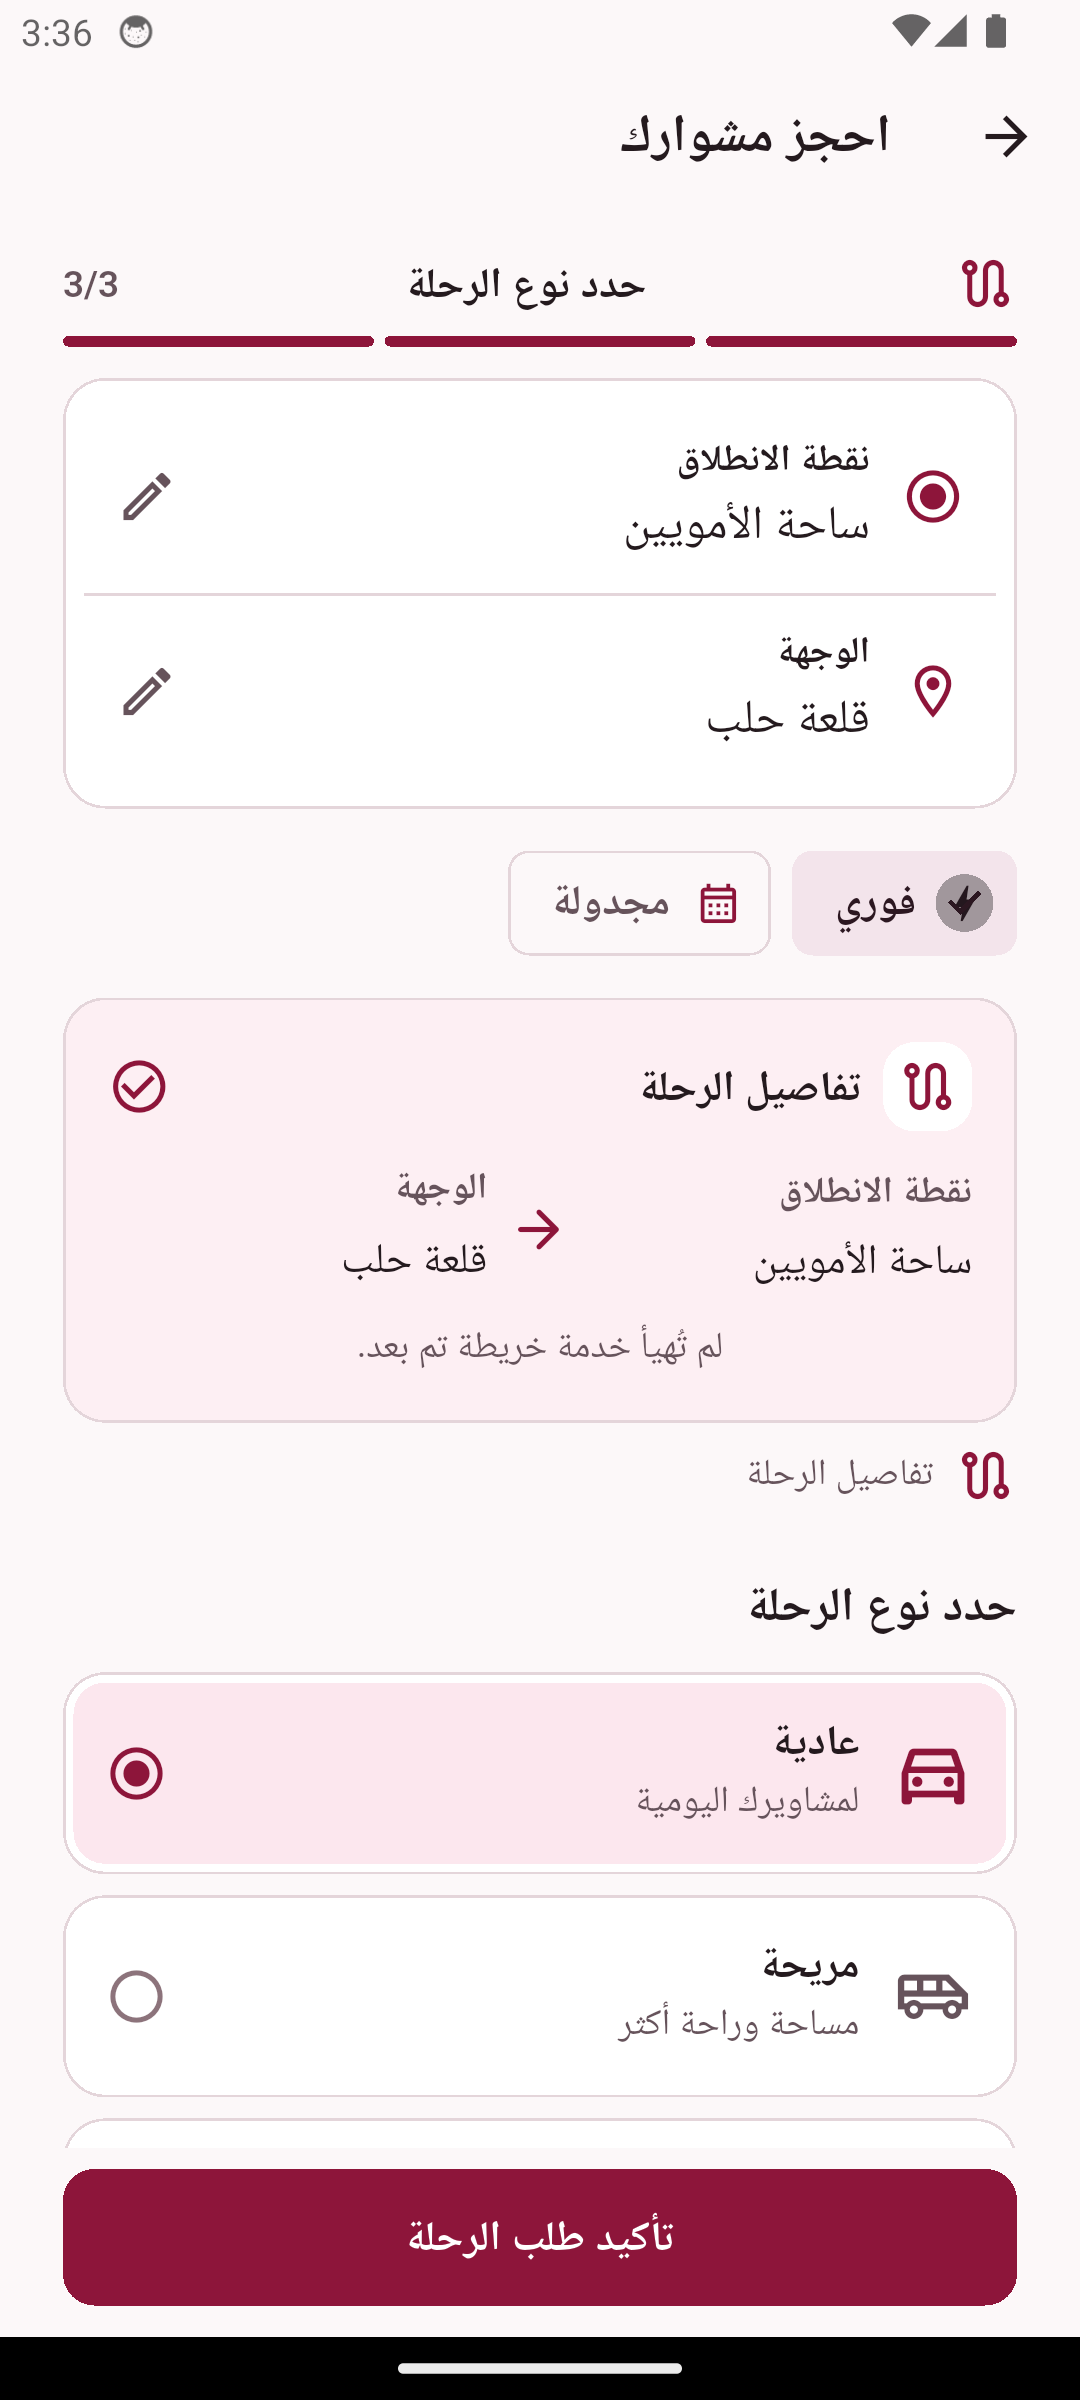 3:36
احجز مشوارك
حدد نوع الرحلة
3/3
نقطة الانطلاق
ساحة الأمويين
الوجهة
قلعة حلب
فوري
مجدولة
تفاصيل الرحلة
نقطة الانطلاق
ساحة الأمويين
الوجهة
قلعة حلب
لم تُهيأ خدمة خريطة تم بعد.
تفاصيل الرحلة
حدد نوع الرحلة
عادية
لمشاويرك اليومية
مريحة
مساحة وراحة أكثر
تأكيد طلب الرحلة